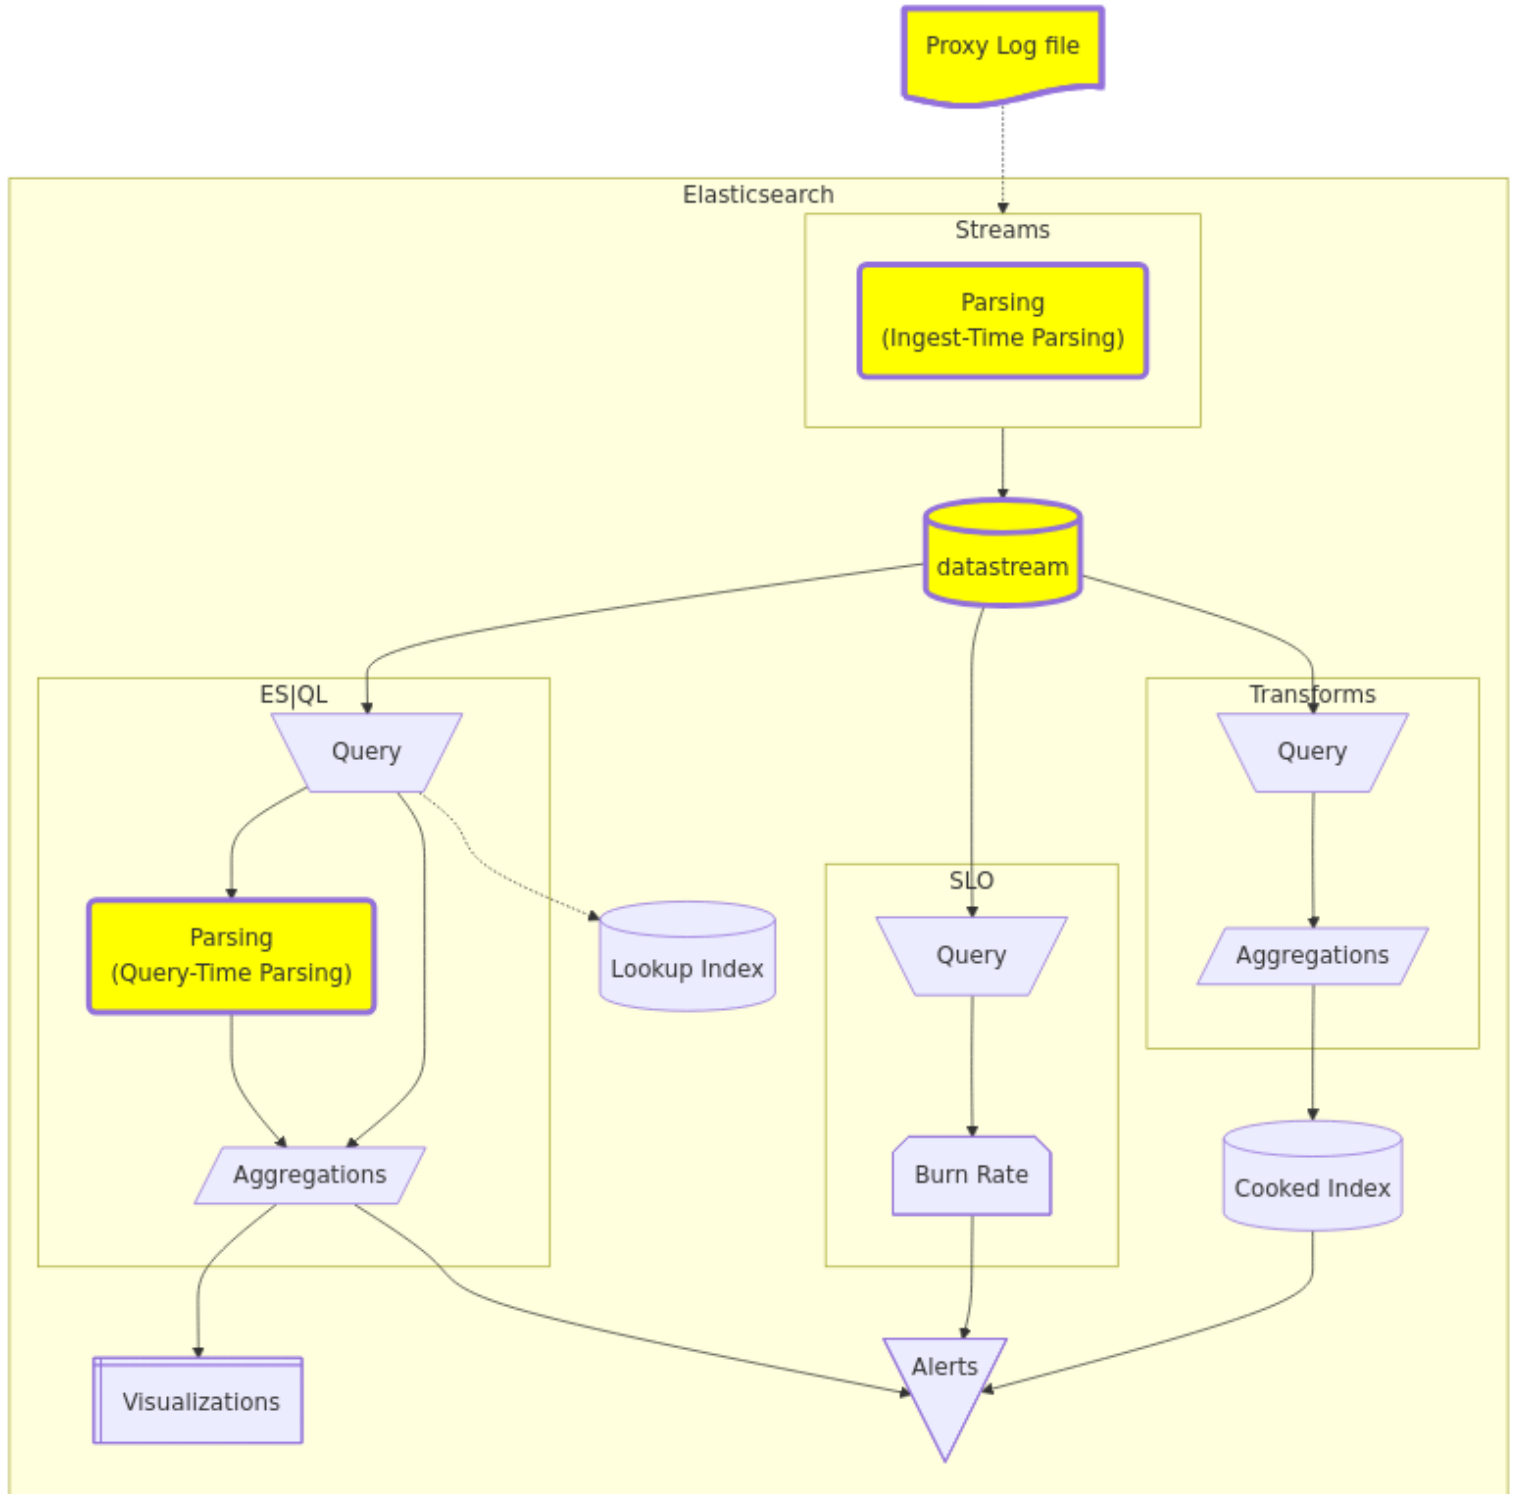 Proxy Log file
Elasticsearch
Streams
Parsing
(Ingest-Time Parsing)
datastream
ES|QL
Query
Parsing
(Query-Time Parsing)
Aggregations
Lookup Index
SLO
Query
Burn Rate
Transforms
Query
Aggregations
Cooked Index
Visualizations
Alerts